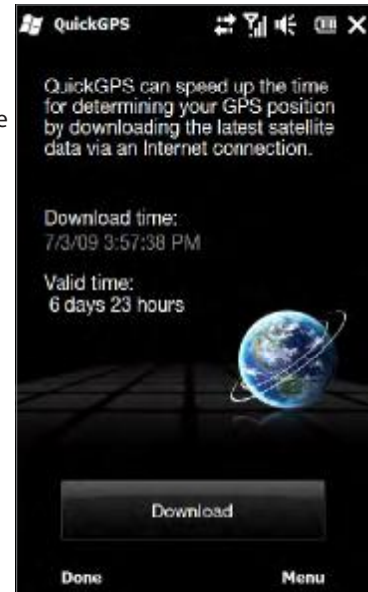 QuickGPS
QuickGPS can speed up the time
for determining your GPS position
by downloading the latest satellite
data via an Internet connection.
e
Download time:
7/3/09 3:57:38 PM
Valid time:
6 days 23 hours
Download
Done Menu